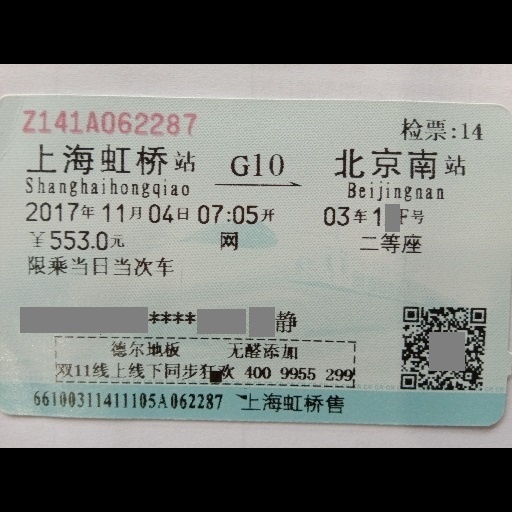 Z141A062287
检票:14
上海虹桥站 G10 北京南站
Shanghaihongqiao Beijingnan
2017年11月04日07:05开 03车1 F号
￥553.0元 网 二等座
限乘当日当次车
**** 静
德尔地板 无醛添加
双11线上线下同步狂欢 400 9955 299
66100311411105A062287 上海虹桥售